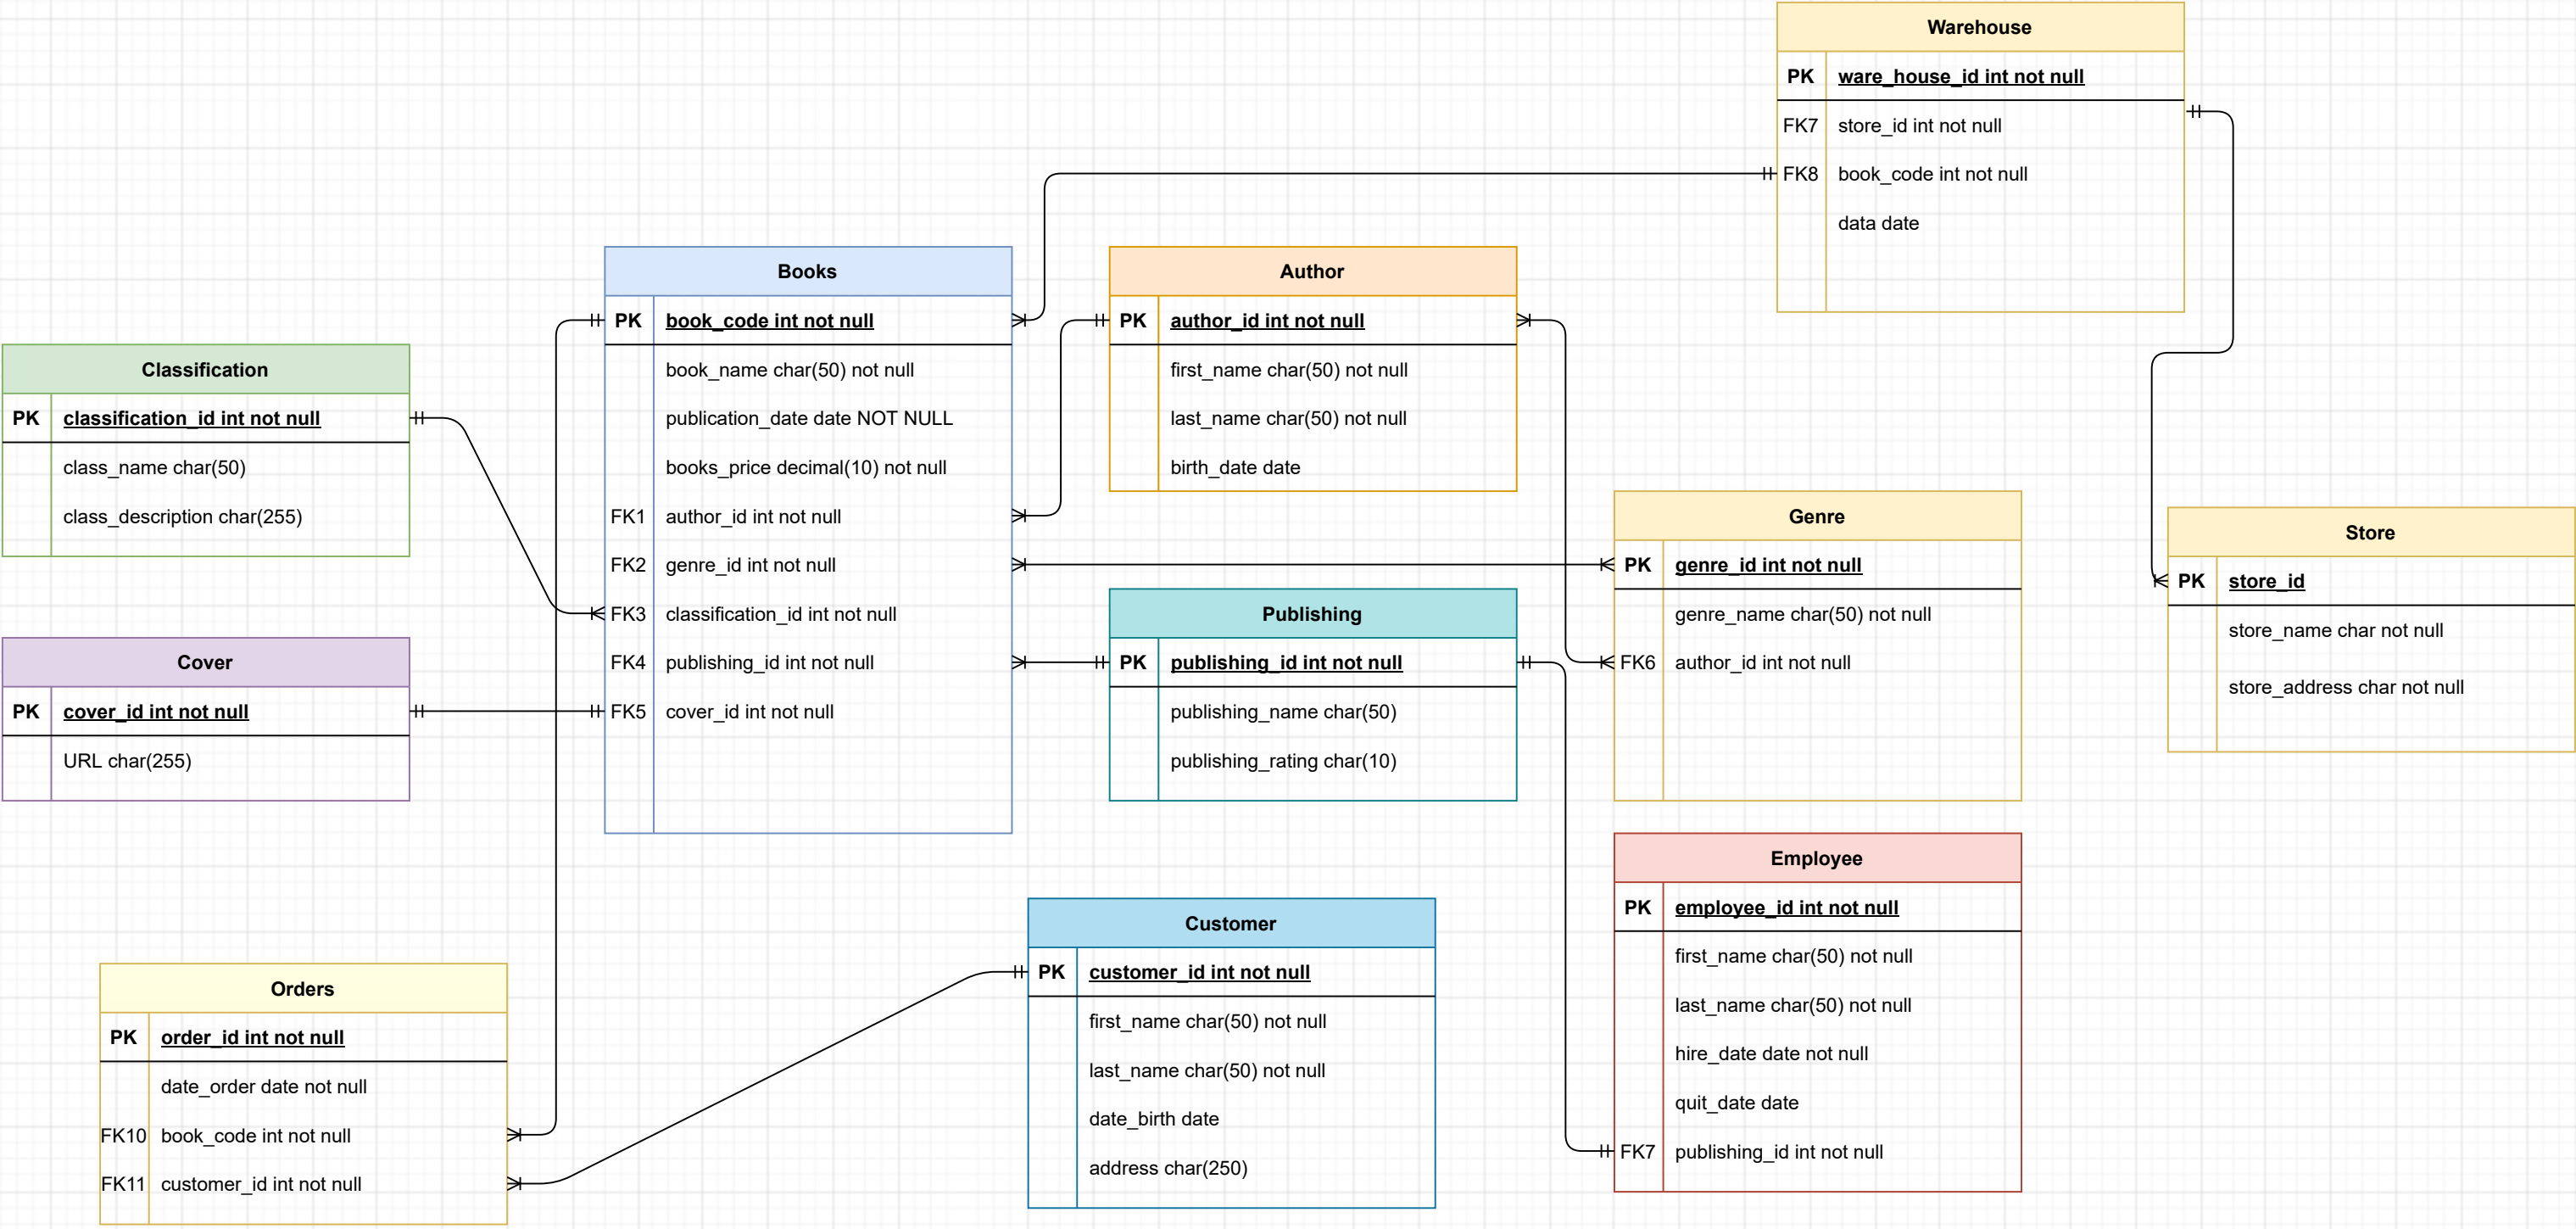 Warehouse
PK ware_house_id int not null
FK7 store_id int not null
FK8 book_code int not null
data date
Books
PK book_code int not null
book_name char(50) not null
publication_date date NOT NULL
books_price decimal(10) not null
FK1 author_id int not null
FK2 genre_id int not null
FK3 classification_id int not null
FK4 publishing_id int not null
FK5 cover_id int not null
Author
PK author_id int not null
first_name char(50) not null
last_name char(50) not null
birth_date date
Classification
PK classification_id int not null
class_name char(50)
class_description char(255)
Genre
PK genre_id int not null
genre_name char(50) not null
FK6 author_id int not null
Store
PK store_id
store_name char not null
store_address char not null
Publishing
PK publishing_id int not null
publishing_name char(50)
publishing_rating char(10)
Cover
PK cover_id int not null
URL char(255)
Employee
PK employee_id int not null
first_name char(50) not null
last_name char(50) not null
hire_date date not null
quit_date date
FK7 publishing_id int not null
Customer
PK customer_id int not null
first_name char(50) not null
last_name char(50) not null
date_birth date
address char(250)
Orders
PK order_id int not null
date_order date not null
FK10 book_code int not null
FK11 customer_id int not null